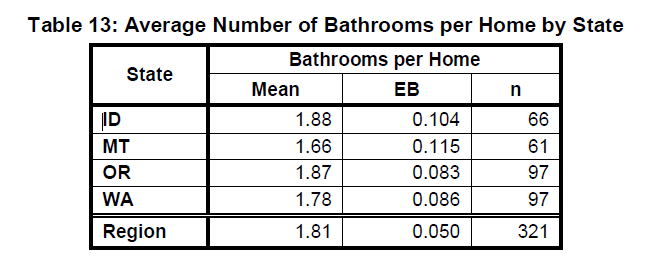 Table 13: Average Number of Bathrooms per Home by State
State Bathrooms per Home
Mean EB n
ID 1.88 0.104 66
MT 1.66 0.115 61
OR 1.87 0.083 97
WA 1.78 0.086 97
Region 1.81 0.050 321